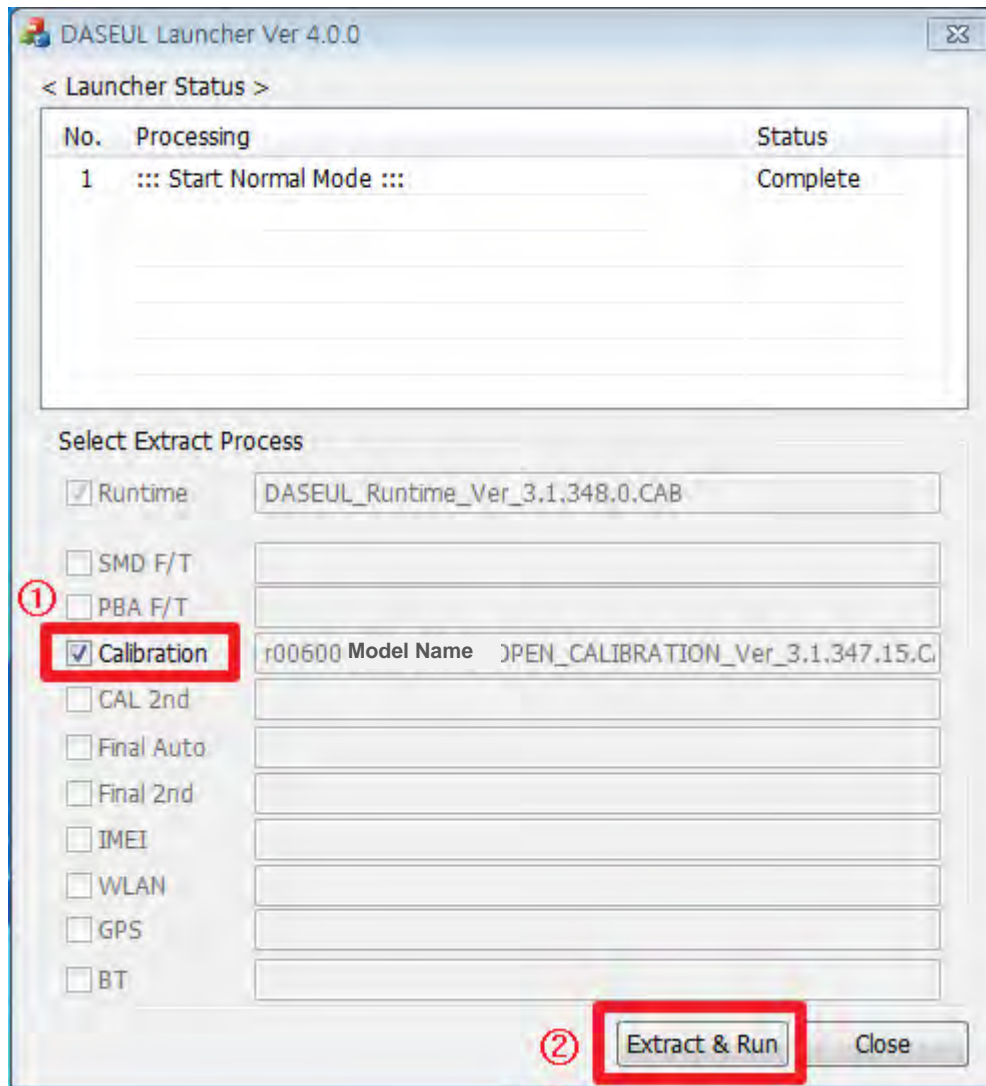 DASEUL Launcher Ver 4.0.0
< Launcher Status >
No. Processing Status
1 ::: Start Normal Mode ::: Complete
Select Extract Process
Runtime DASEUL_Runtime_Ver_3.1.348.0.CAB
SMD F/T
① PBA F/T
Calibration r00600 Model Name OPEN_CALIBRATION_Ver_3.1.347.15.CA
CAL 2nd
Final Auto
Final 2nd
IMEI
WLAN
GPS
BT
② Extract & Run Close